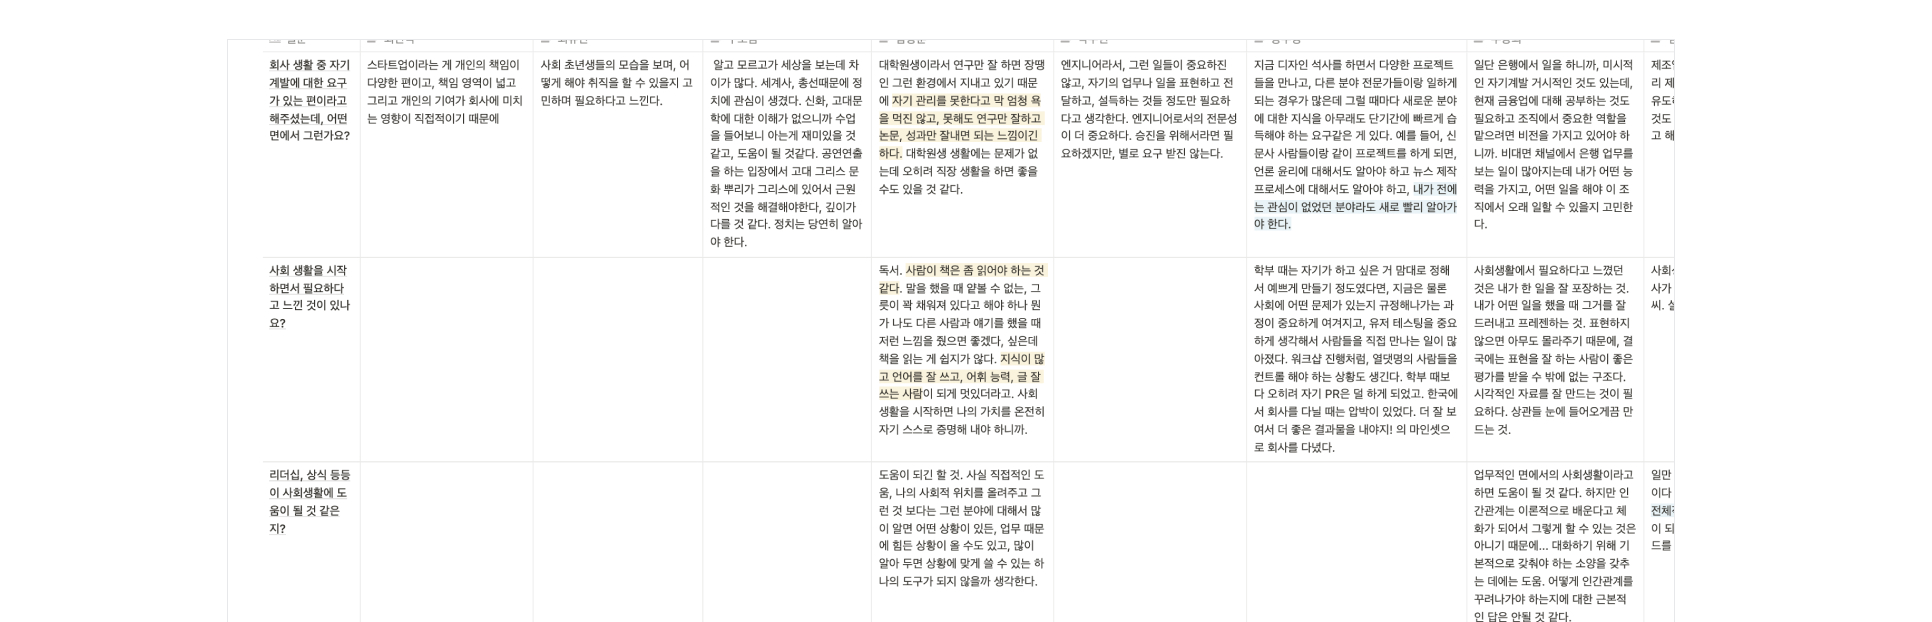 회사 생활 중 자기
계발에 대한 요구
가 있는 편이라고
해주셨는데, 어떤
면에서 그런가요?
스타트업이라는 게 개인의 책임이
다양한 편이고, 책임 영역이 넓고
그리고 개인의 기여가 회사에 미치
는 영향이 직접적이기 때문에
사회 초년생들의 모습을 보며, 어
떻게 해야 취직을 할 수 있을지 고
민하며 필요하다고 느낀다.
알고 모르고가 세상을 보는데 차
이가 많다. 세계사, 총선때문에 정
치에 관심이 생겼다. 신화, 고대문
학에 대한 이해가 없으니까 수업
을 들어보니 아는게 재미있을 것
같고, 도움이 될 것같다. 공연연출
을 하는 입장에서 고대 그리스 문
화 뿌리가 그리스에 있어서 근원
적인 것을 해결해야한다, 깊이가
다를 것 같다. 정치는 당연히 알아
야 한다.
대학원생이라서 연구만 잘 하면 장땡
인 그런 환경에서 지내고 있기 때문
에 자기 관리를 못한다고 막 엄청 욕
을 먹진 않고, 못해도 연구만 잘하고
논문, 성과만 잘내면 되는 느낌이긴
하다. 대학원생 생활에는 문제가 없
는데 오히려 직장 생활을 하면 좋을
수도 있을 것 같다.
엔지니어라서, 그런 일들이 중요하진
않고, 자기의 업무나 일을 표현하고 전
달하고, 설득하는 것들 정도만 필요하
다고 생각한다. 엔지니어로서의 전문성
이 더 중요하다. 승진을 위해서라면 필
요하겠지만, 별로 요구 받진 않는다.
지금 디자인 석사를 하면서 다양한 프로젝트
들을 만나고, 다른 분야 전문가들이랑 일하게
되는 경우가 많은데 그럴 때마다 새로운 분야
에 대한 지식을 아무래도 단기간에 빠르게 습
득해야 하는 요구같은 게 있다. 예를 들어, 신
문사 사람들이랑 같이 프로젝트를 하게 되면,
언론 윤리에 대해서도 알아야 하고 뉴스 제작
프로세스에 대해서도 알아야 하고, 내가 전에
는 관심이 없었던 분야라도 새로 빨리 알아가
야 한다.
일단 은행에서 일을 하니까, 미시적
인 자기계발 거시적인 것도 있는데,
현재 금융업에 대해 공부하는 것도
필요하고 조직에서 중요한 역할을
맡으려면 비전을 가지고 있어야 하
니까. 비대면 채널에서 은행 업무를
보는 일이 많아지는데 내가 어떤 능
력을 가지고, 어떤 일을 해야 이 조
직에서 오래 일할 수 있을지 고민한
다.
리 제
유도
것도
고 해
사회 생활을 시작
하면서 필요하다
고 느낀 것이 있나
요?
독서. 사람이 책은 좀 읽어야 하는 것
같다. 말을 했을 때 얕볼 수 없는, 그
릇이 꽉 채워져 있다고 해야 하나 뭔
가 나도 다른 사람과 얘기를 했을 때
저런 느낌을 줬으면 좋겠다, 싶은데
책을 읽는 게 쉽지가 않다. 지식이 많
고 언어를 잘 쓰고, 어휘 능력, 글 잘
쓰는 사람이 되게 멋있더라고. 사회
생활을 시작하면 나의 가치를 온전히
자기 스스로 증명해 내야 하니까.
학부 때는 자기가 하고 싶은 거 맘대로 정해
서 예쁘게 만들기 정도였다면, 지금은 물론
사회에 어떤 문제가 있는지 규정해나가는 과
정이 중요하게 여겨지고, 유저 테스팅을 중요
하게 생각해서 사람들을 직접 만나는 일이 많
아졌다. 워크샵 진행처럼, 열댓명의 사람들을
컨트롤 해야 하는 상황도 생긴다. 학부 때보
다 오히려 자기 PR은 덜 하게 되었고. 한국에
서 회사를 다닐 때는 압박이 있었다. 더 잘 보
여서 더 좋은 결과물을 내야지! 의 마인셋으
로 회사를 다녔다.
사회생활에서 필요하다고 느꼈던
것은 내가 한 일을 잘 포장하는 것.
내가 어떤 일을 했을 때 그거를 잘
드러내고 프레젠하는 것. 표현하지
않으면 아무도 몰라주기 때문에, 결
국에는 표현을 잘 하는 사람이 좋은
평가를 받을 수 밖에 없는 구조다.
시각적인 자료를 잘 만드는 것이 필
요하다. 상관들 눈에 들어오게끔 만
드는 것.
사회
사가
씨. 
리더십, 상식 등등
이 사회생활에 도
움이 될 것 같은
지?
도움이 되긴 할 것. 사실 직접적인 도
움, 나의 사회적 위치를 올려주고 그
런 것 보다는 그런 분야에 대해서 많
이 알면 어떤 상황이 있든, 업무 때문
에 힘든 상황이 올 수도 있고, 많이
알아 두면 상황에 맞게 쓸 수 있는 하
나의 도구가 되지 않을까 생각한다.
업무적인 면에서의 사회생활이라고
하면 도움이 될 것 같다. 하지만 인
간관계는 이론적으로 배운다고 체
화가 되어서 그렇게 할 수 있는 것은
아니기 때문에... 대화하기 위해 기
본적으로 갖춰야 하는 소양을 갖추
는 데에는 도움. 어떻게 인간관계를
꾸려나가야 하는지에 대한 근본적
인 답은 안될 것 같다.
일만
이다
이 되
드를